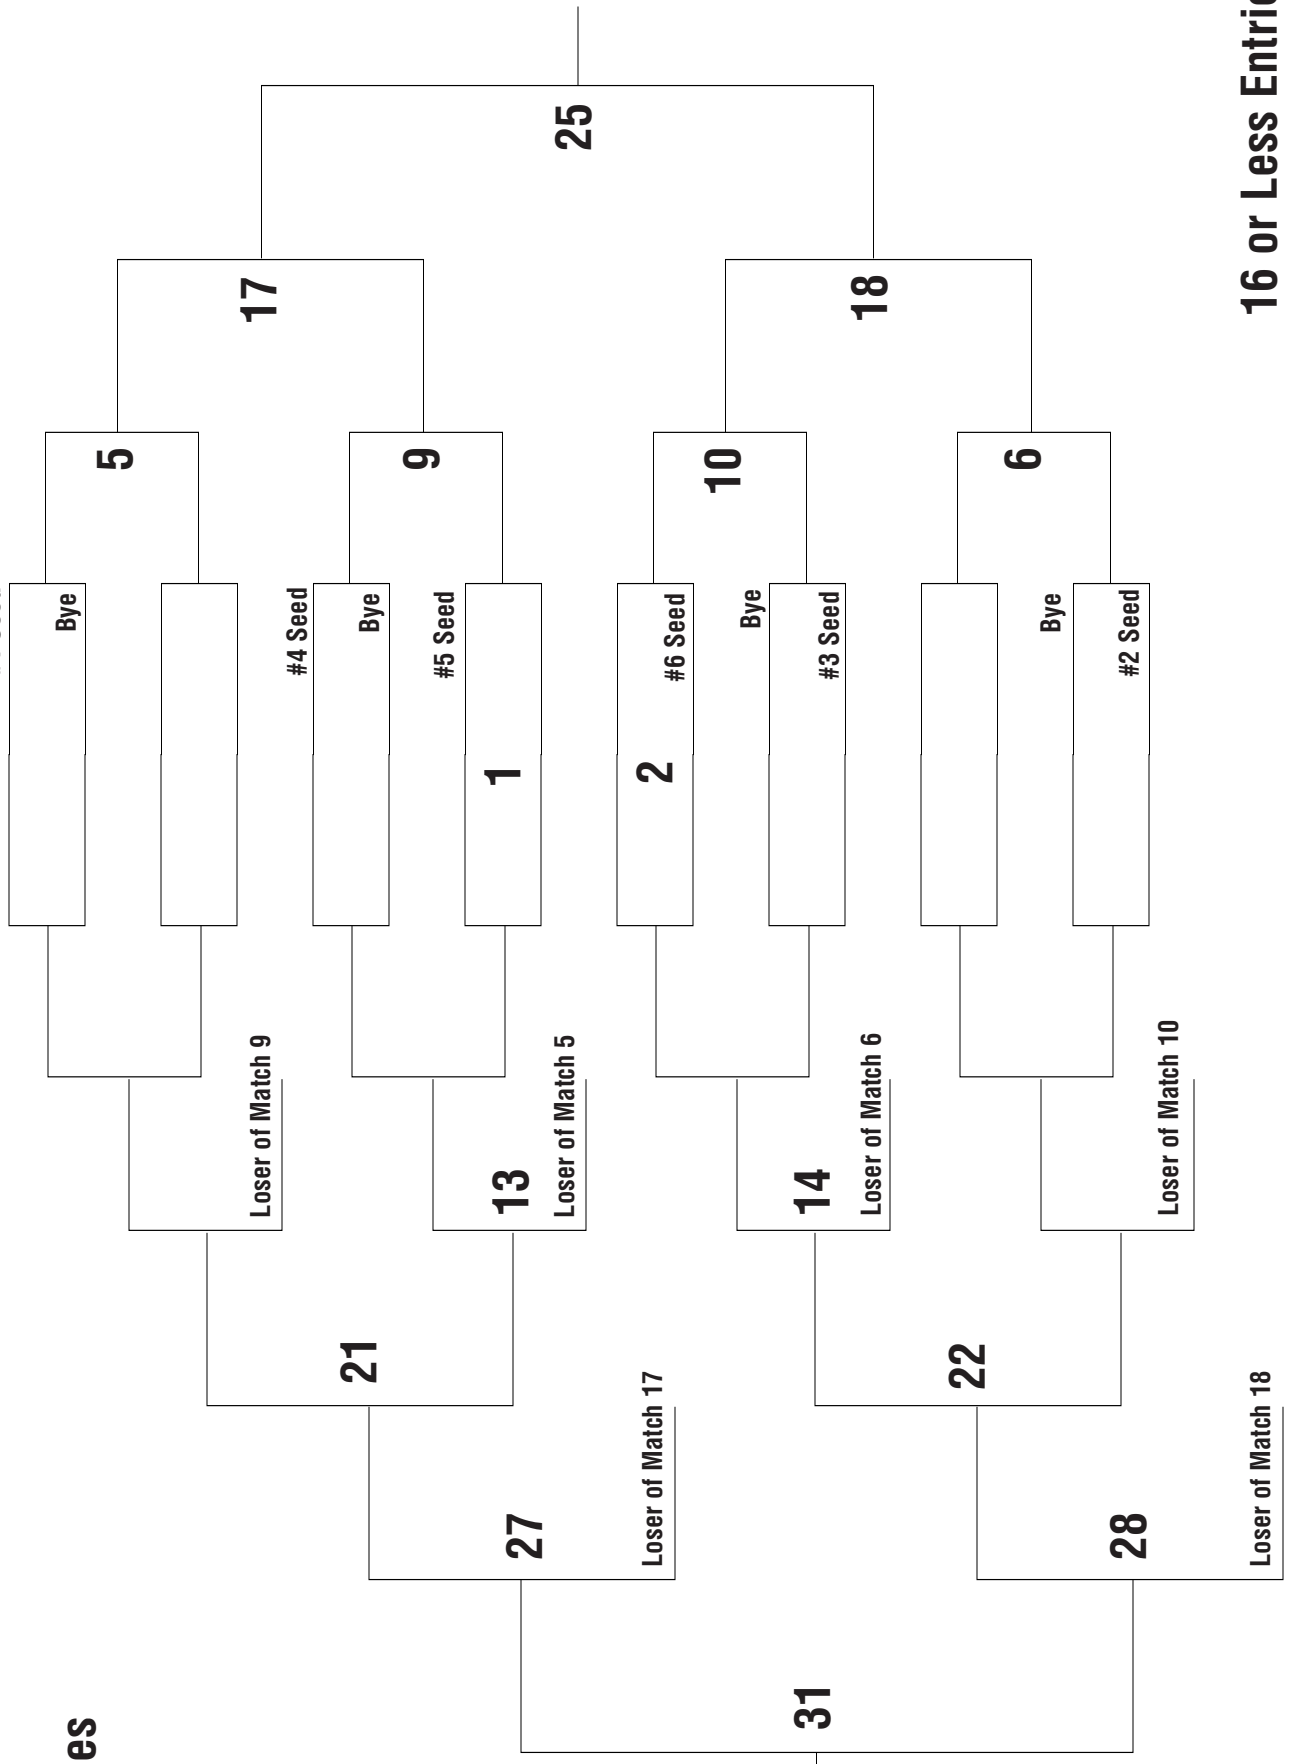 25
17
18
5
9
10
6
Bye
#4 Seed
Bye
#5 Seed
1
2
#6 Seed
Bye
#3 Seed
Bye
#2 Seed
Loser of Match 9
13
Loser of Match 5
14
Loser of Match 6
Loser of Match 10
21
22
27
Loser of Match 17
28
Loser of Match 18
31
es
16 or Less Entrie